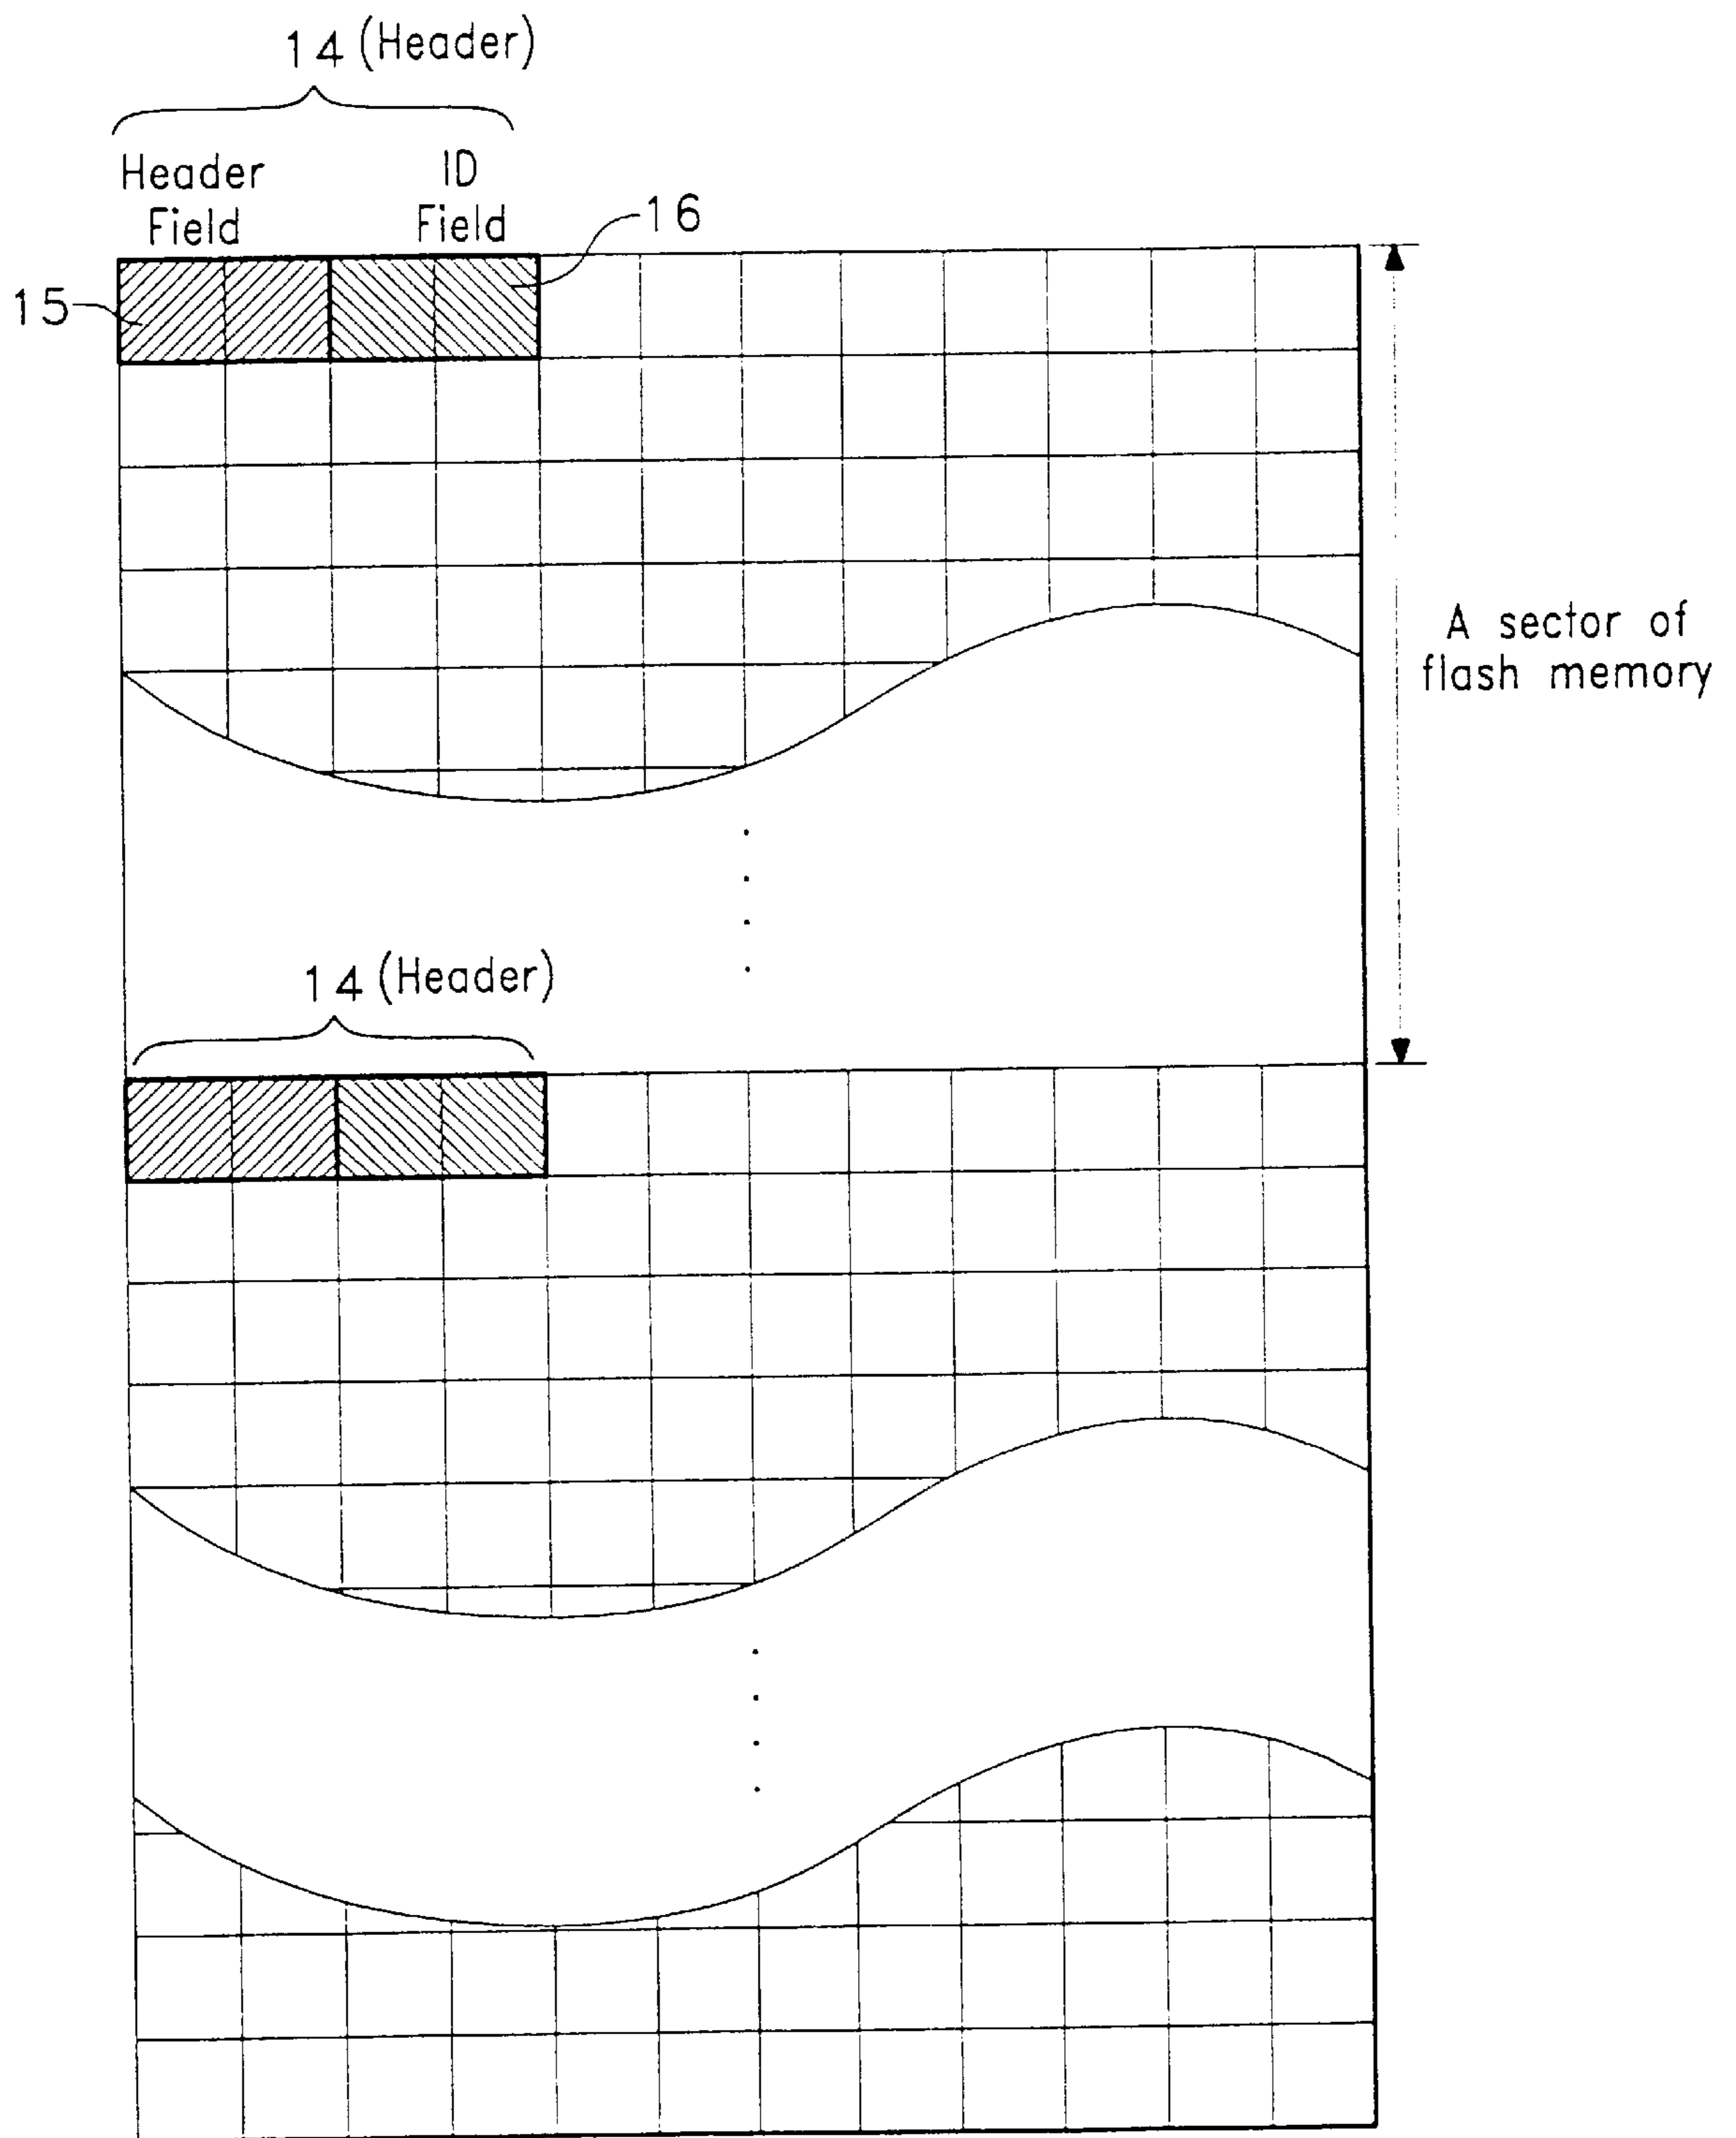 14 (Header)
Header
Field
ID
Field
16
15
A sector of
flash memory
14 (Header)